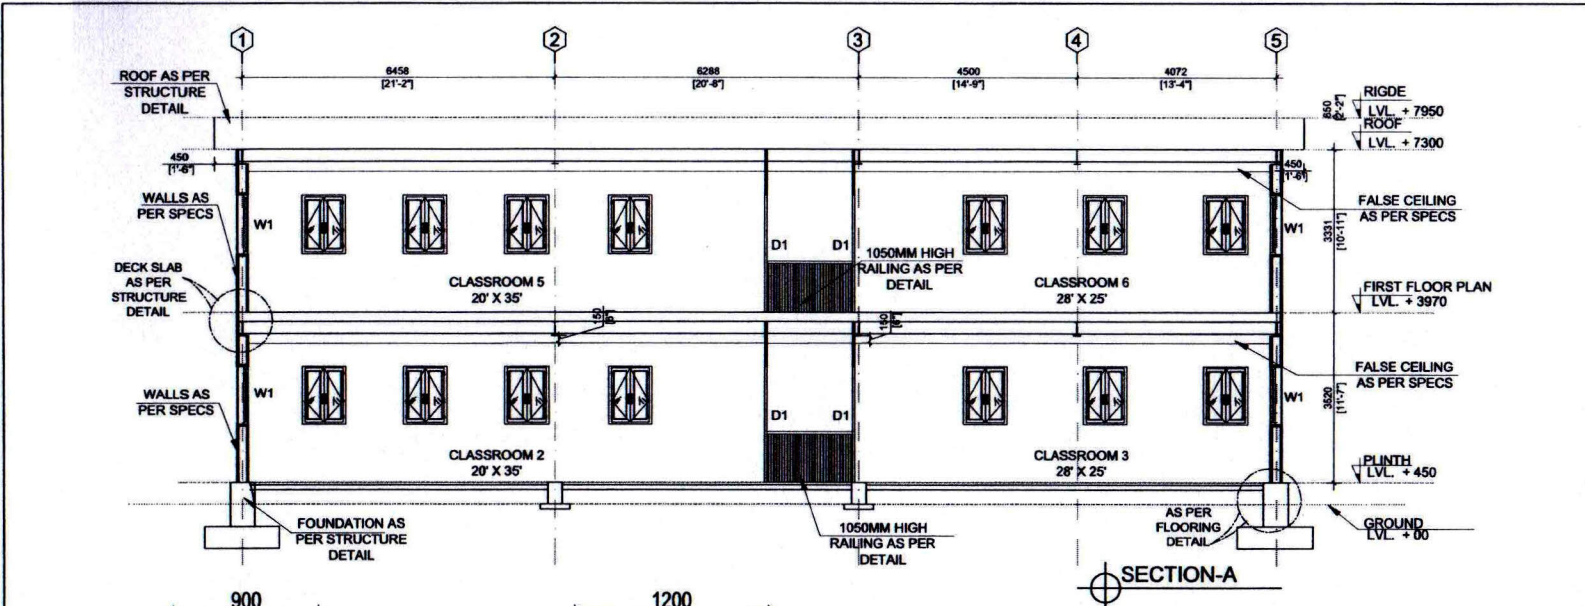 1
2
3
4
5
6458
[21'-2"]
6288
[20'-8"]
4500
[14'-9"]
4072
[13'-4"]
ROOF AS PER
STRUCTURE
DETAIL
650
[2'-2"]
RIGDE
LVL. + 7950
ROOF
LVL. + 7300
450
[1'-6"]
450
[1'-6"]
WALLS AS
PER SPECS
W1
FALSE CEILING
AS PER SPECS
W1
3331
[10'-11"]
D1
D1
1050MM HIGH
RAILING AS PER
DETAIL
CLASSROOM 5
20' X 35'
CLASSROOM 6
28' X 25'
DECK SLAB
AS PER
STRUCTURE
DETAIL
FIRST FLOOR PLAN
LVL. + 3970
150
[6"]
150
[6"]
FALSE CEILING
AS PER SPECS
WALLS AS
PER SPECS
W1
W1
3520
[11'-7"]
D1
D1
CLASSROOM 2
20' X 35'
CLASSROOM 3
28' X 25'
PLINTH
LVL. + 450
FOUNDATION AS
PER STRUCTURE
DETAIL
1050MM HIGH
RAILING AS PER
DETAIL
AS PER
FLOORING
DETAIL
GROUND
LVL. + 00
SECTION-A
900
1200